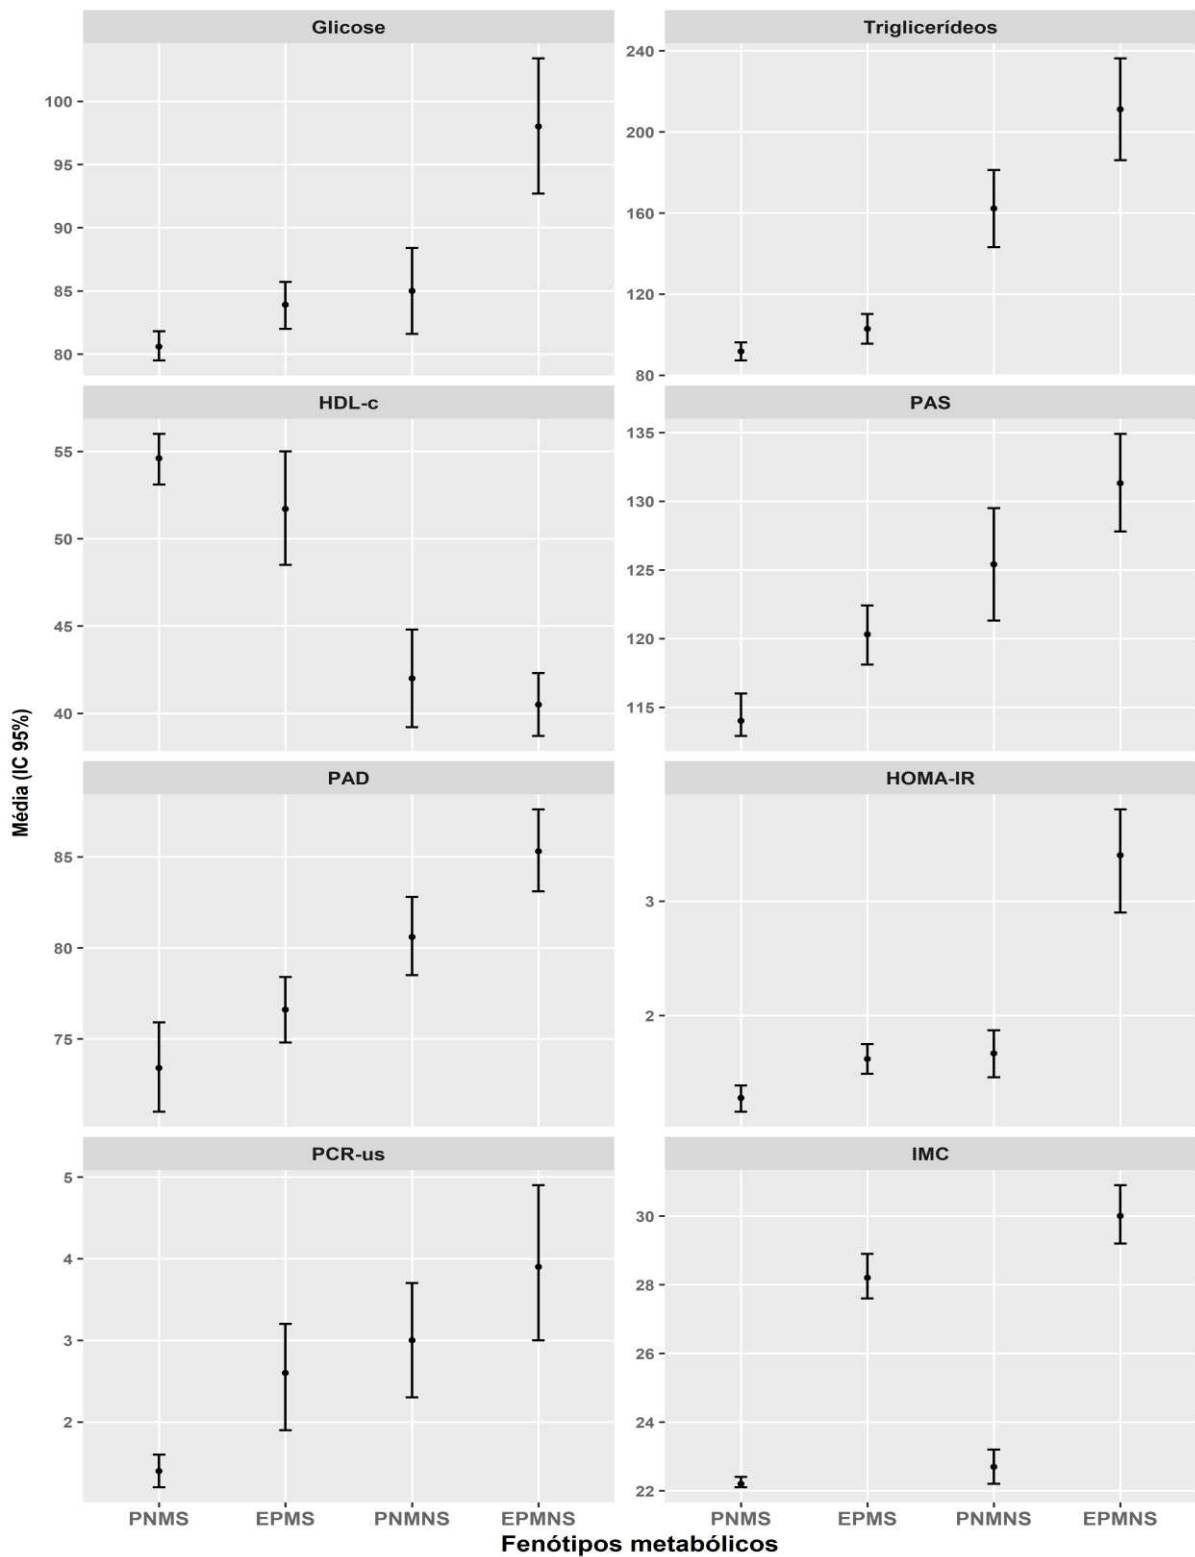 Glicose
Triglicerídeos
100
95
90
85
80
240
200
160
120
80
HDL-c
PAS
55
50
45
40
135
130
125
120
115
Média (IC 95%)
PAD
HOMA-IR
85
80
75
3
2
PCR-us
IMC
5
4
3
2
30
28
26
24
22
PNMS EPMS PNMNS EPMNS
PNMS EPMS PNMNS EPMNS
Fenótipos metabólicos